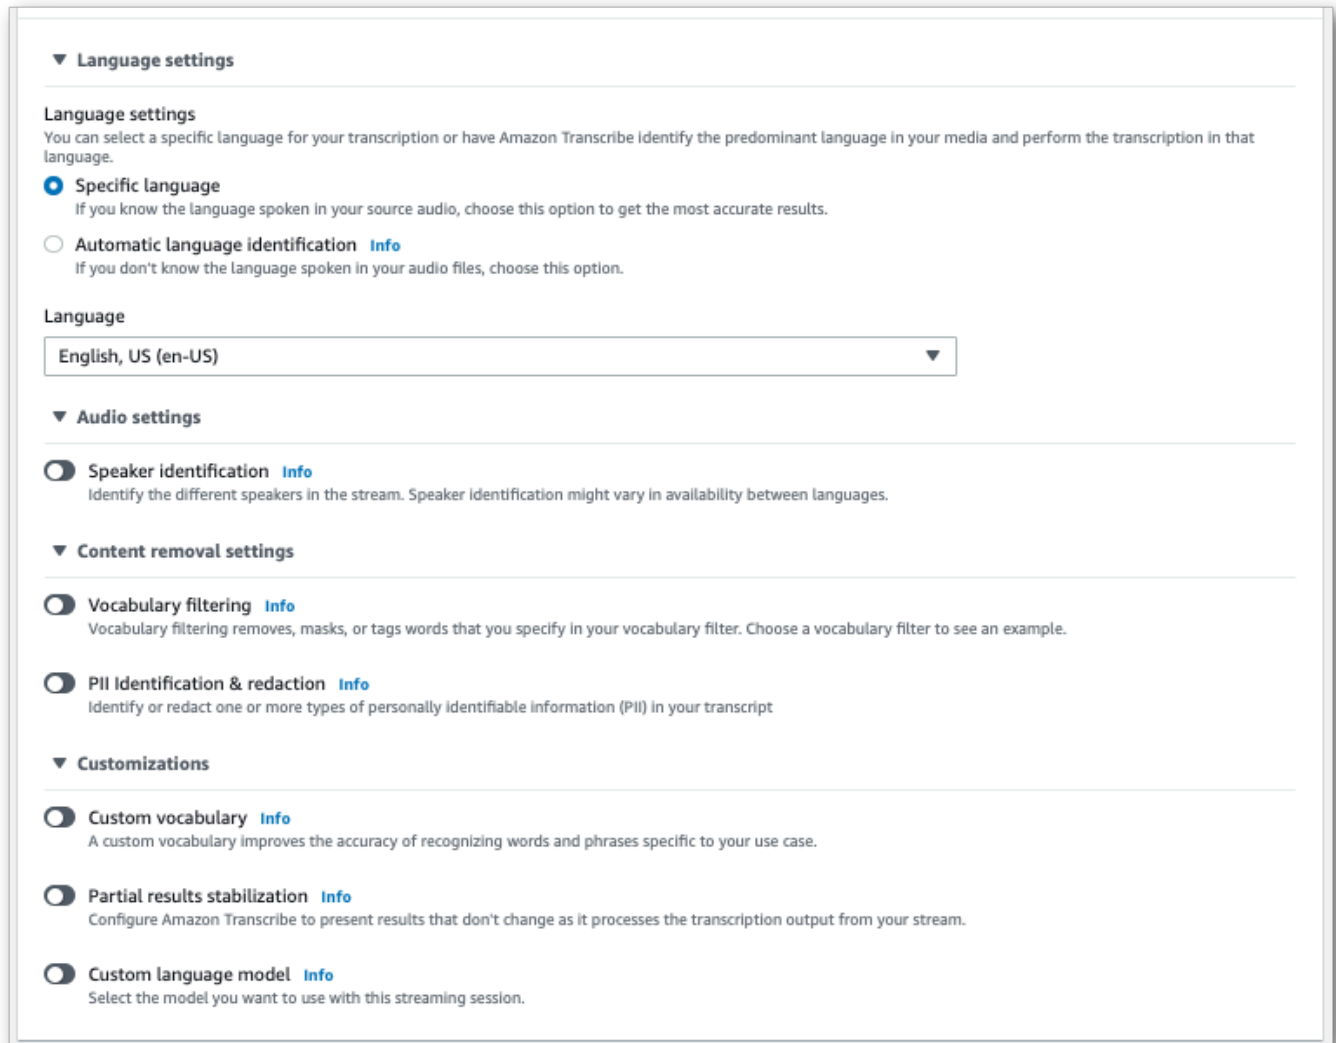 Language settings
Language settings
You can select a specific language for your transcription or have Amazon Transcribe identify the predominant language in your media and perform the transcription in that
language.
Specific language
If you know the language spoken in your source audio, choose this option to get the most accurate results.
Automatic language identification Info
If you don't know the language spoken in your audio files, choose this option.
Language
English, US (en-US)
Audio settings
Speaker identification Info
Identify the different speakers in the stream. Speaker identification might vary in availability between languages.
Content removal settings
Vocabulary filtering Info
Vocabulary filtering removes, masks, or tags words that you specify in your vocabulary filter. Choose a vocabulary filter to see an example.
PII Identification & redaction Info
Identify or redact one or more types of personally identifiable information (PII) in your transcript
Customizations
Custom vocabulary Info
A custom vocabulary improves the accuracy of recognizing words and phrases specific to your use case.
Partial results stabilization Info
Configure Amazon Transcribe to present results that don't change as it processes the transcription output from your stream.
Custom language model Info
Select the model you want to use with this streaming session.